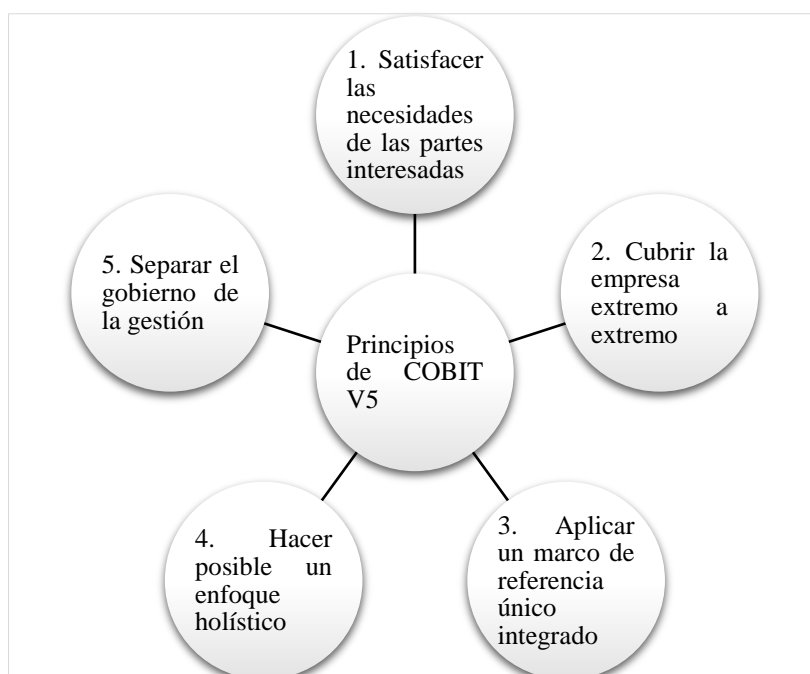 1. Satisfacer
las
necesidades
de las partes
interesadas
2. Cubrir la
empresa
extremo a
extremo
3. Aplicar
un marco de
referencia
único
integrado
4. Hacer
posible un
enfoque
holístico
5. Separar el
gobierno de
la gestión
Principios
de COBIT
V5